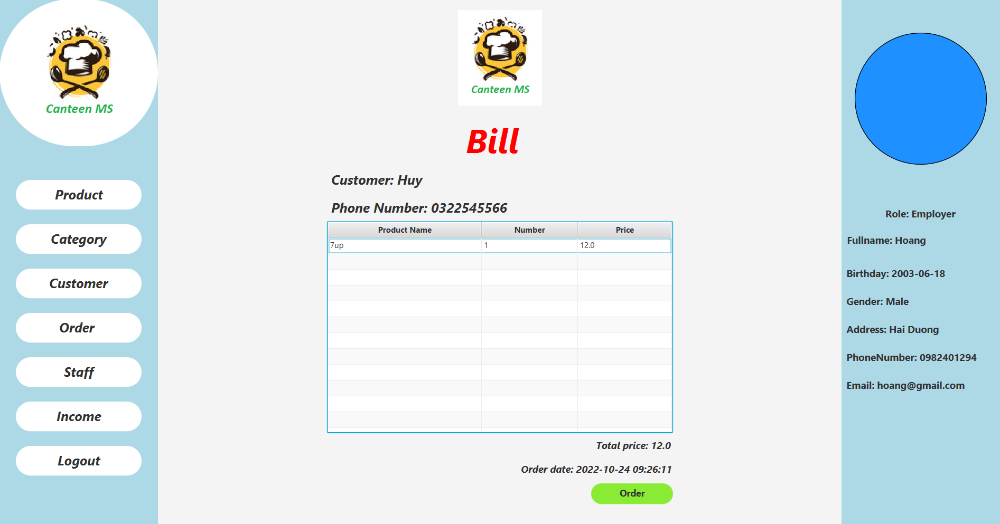 Canteen MS
Product
Category
Customer
Order
Staff
Income
Logout
Canteen MS
Bill
Customer: Huy
Phone Number: 0322545566
Product Name Number Price
7up 1 12.0
Total price: 12.0
Order date: 2022-10-24 09:26:11
Order
Role: Employer
Fullname: Hoang
Birthday: 2003-06-18
Gender: Male
Address: Hai Duong
PhoneNumber: 0982401294
Email: hoang@gmail.com